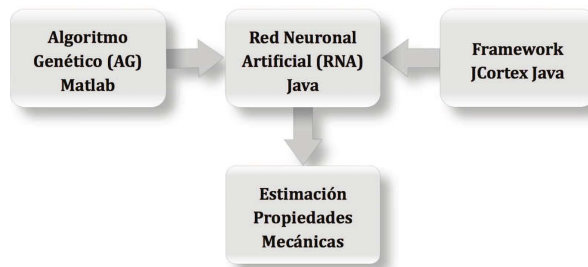 Algoritmo
Genético (AG)
Matlab
Red Neuronal
Artificial (RNA)
Java
Framework
JCortex Java
Estimación
Propiedades
Mecánicas